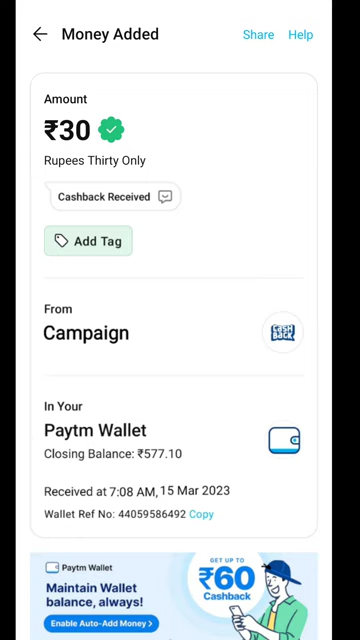 Money Added
Share Help
Amount
₹30
Rupees Thirty Only
Cashback Received
Add Tag
From
Campaign
CASH
BACK
In Your
Paytm Wallet
Closing Balance: ₹577.10
Received at 7:08 AM, 15 Mar 2023
Wallet Ref No: 44059586492 Copy
Paytm Wallet
Maintain Wallet
balance, always!
Enable Auto-Add Money >
GET UP TO
₹60
Cashback